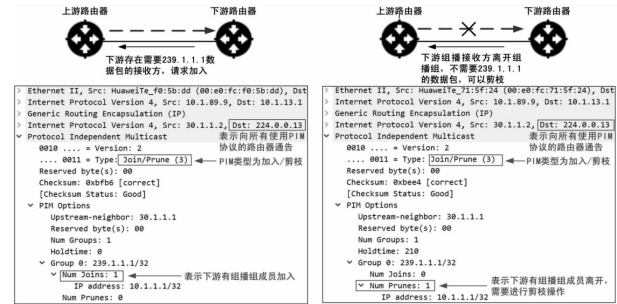 上游路由器
下游路由器
下游存在需要239.1.1.1数
据包的接收方，请求加入
> Ethernet II, Src: HuaweiTe_f0:5b:dd (00:e0:fc:f0:5b:dd), Dst
> Internet Protocol Version 4, Src: 10.1.89.9, Dst: 10.1.13.1
> Generic Routing Encapsulation (IP)
> Internet Protocol Version 4, Src: 30.1.1.2, Dst: 224.0.0.13
Protocol Independent Multicast
表示向所有使用PIM
协议的路由器通告
0010 .... = Version: 2
.... 0011 = Type: Join/Prune (3)
PIM类型为加入/剪枝
Reserved byte(s): 00
Checksum: 0xbfb6 [correct]
[Checksum Status: Good]
PIM Options
Upstream-neighbor: 30.1.1.1
Reserved byte(s): 00
Num Groups: 1
Holdtime: 0
Group 0: 239.1.1.1/32
Num Joins: 1
表示下游有组播组成员加入
IP address: 10.1.1.1/32
Num Prunes: 0
上游路由器
下游路由器
下游组播接收方离开组
播组，不需要239.1.1.1
的数据包，可以剪枝
> Ethernet II, Src: HuaweiTe_71:5f:24 (00:e0:fc:71:5f:24), Dst
> Internet Protocol Version 4, Src: 10.1.89.9, Dst: 10.1.13.1
> Generic Routing Encapsulation (IP)
> Internet Protocol Version 4, Src: 30.1.1.2, Dst: 224.0.0.13
Protocol Independent Multicast
表示向所有使用PIM
协议的路由器通告
0010 .... = Version: 2
.... 0011 = Type: Join/Prune (3)
PIM类型为加入/剪枝
Reserved byte(s): 00
Checksum: 0xbee4 [correct]
[Checksum Status: Good]
PIM Options
Upstream-neighbor: 30.1.1.1
Reserved byte(s): 00
Num Groups: 1
Holdtime: 210
Group 0: 239.1.1.1/32
Num Joins: 0
Num Prunes: 1
表示下游有组播组成员离开，
需要进行剪枝操作
IP address: 10.1.1.1/32